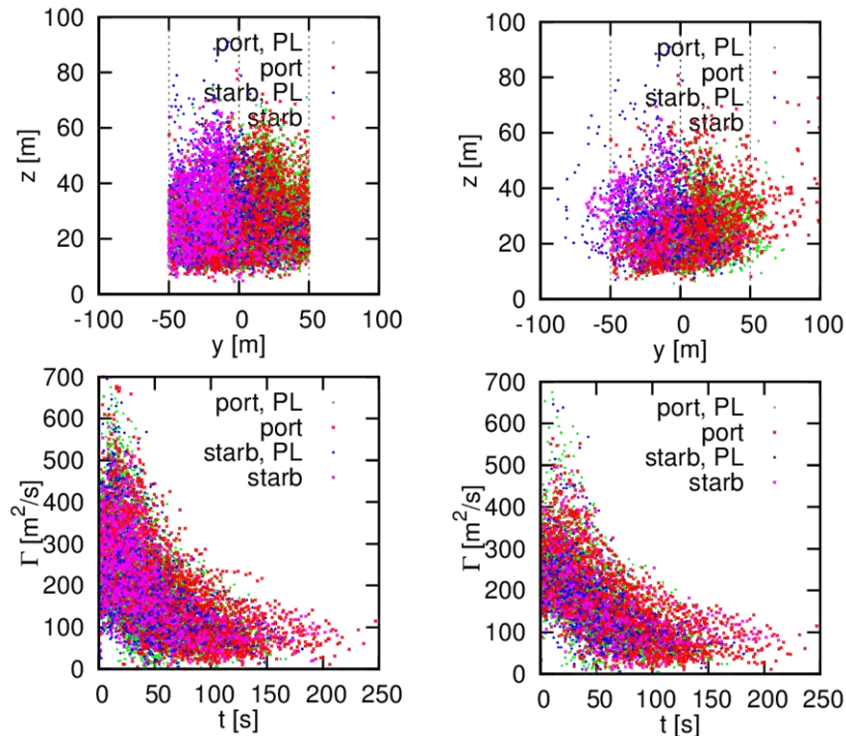 100
80
60
40
20
0
z [m]
port, PL
port
starb, PL
starb
-100 -50 0 50 100
y [m]
100
80
60
40
20
0
z [m]
port, PL
port
starb, PL
starb
-100 -50 0 50 100
y [m]
700
600
500
400
300
200
100
0
Γ [m²/s]
port, PL
port
starb, PL
starb
0 50 100 150 200 250
t [s]
700
600
500
400
300
200
100
0
Γ [m²/s]
port, PL
port
starb, PL
starb
0 50 100 150 200 250
t [s]